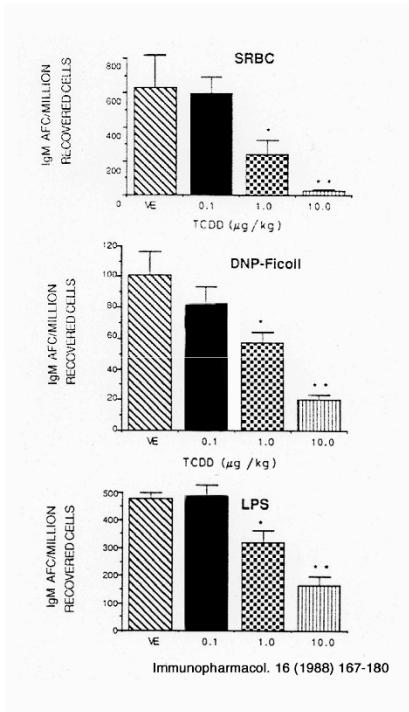 SRBC
IgM AFC/MILLION
RECOVERED CELLS
800
600
400
200
0
VE 0.1 1.0 10.0
* * *
TCDD (µg/kg)
DNP-Ficoll
IgM AFC/MILLION
RECOVERED CELLS
120
100
80
60
40
20
0
* * *
VE 0.1 1.0 10.0
TCDD (µg/kg)
LPS
IgM AFC/MILLION
RECOVERED CELLS
500
400
300
200
100
0
* * *
VE 0.1 1.0 10.0
Immunopharmacol. 16 (1988) 167-180